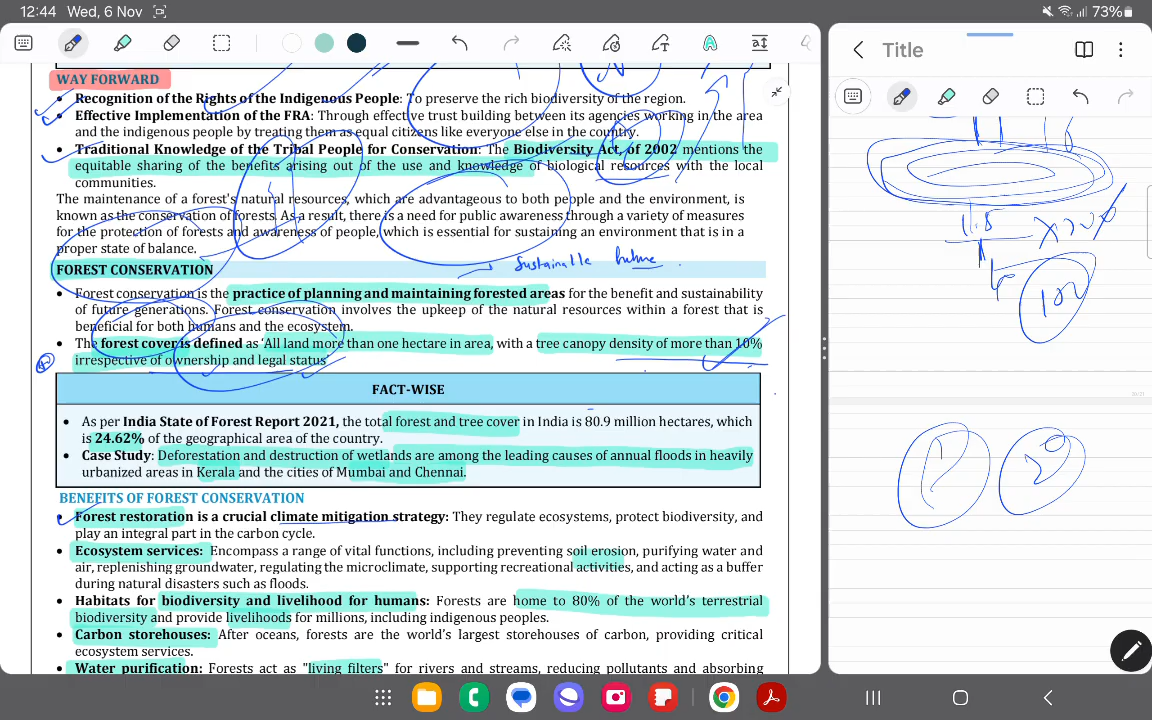 12:44 Wed, 6 Nov
73%
WAY FORWARD
• Recognition of the Rights of the Indigenous People: To preserve the rich biodiversity of the region.
• Effective Implementation of the FRA: Through effective trust building between its agencies working in the area
and the indigenous people by treating them as equal citizens like everyone else in the country.
• Traditional Knowledge of the Tribal People for Conservation: The Biodiversity Act, of 2002 mentions the
equitable sharing of the benefits arising out of the use and knowledge of biological resources with the local
communities.
The maintenance of a forest's natural resources, which are advantageous to both people and the environment, is
known as the conservation of forests. As a result, there is a need for public awareness through a variety of measures
for the protection of forests and awareness of people, which is essential for sustaining an environment that is in a
proper state of balance.
sustainable
FOREST CONSERVATION
• Forest conservation is the practice of planning and maintaining forested areas for the benefit and sustainability
of future generations. Forest conservation involves the upkeep of the natural resources within a forest that is
beneficial for both humans and the ecosystem.
• The forest cover is defined as 'All land more than one hectare in area, with a tree canopy density of more than 10%
irrespective of ownership and legal status'
FACT-WISE
• As per India State of Forest Report 2021, the total forest and tree cover in India is 80.9 million hectares, which
is 24.62% of the geographical area of the country.
• Case Study: Deforestation and destruction of wetlands are among the leading causes of annual floods in heavily
urbanized areas in Kerala and the cities of Mumbai and Chennai.
BENEFITS OF FOREST CONSERVATION
• Forest restoration is a crucial climate mitigation strategy: They regulate ecosystems, protect biodiversity, and
play an integral part in the carbon cycle.
• Ecosystem services: Encompass a range of vital functions, including preventing soil erosion, purifying water and
air, replenishing groundwater, regulating the microclimate, supporting recreational activities, and acting as a buffer
during natural disasters such as floods.
• Habitats for biodiversity and livelihood for humans: Forests are home to 80% of the world's terrestrial
biodiversity and provide livelihoods for millions, including indigenous peoples.
• Carbon storehouses: After oceans, forests are the world's largest storehouses of carbon, providing critical
ecosystem services.
• Water purification: Forests act as "living filters" for rivers and streams, reducing pollutants and absorbing
Title
1.5
20